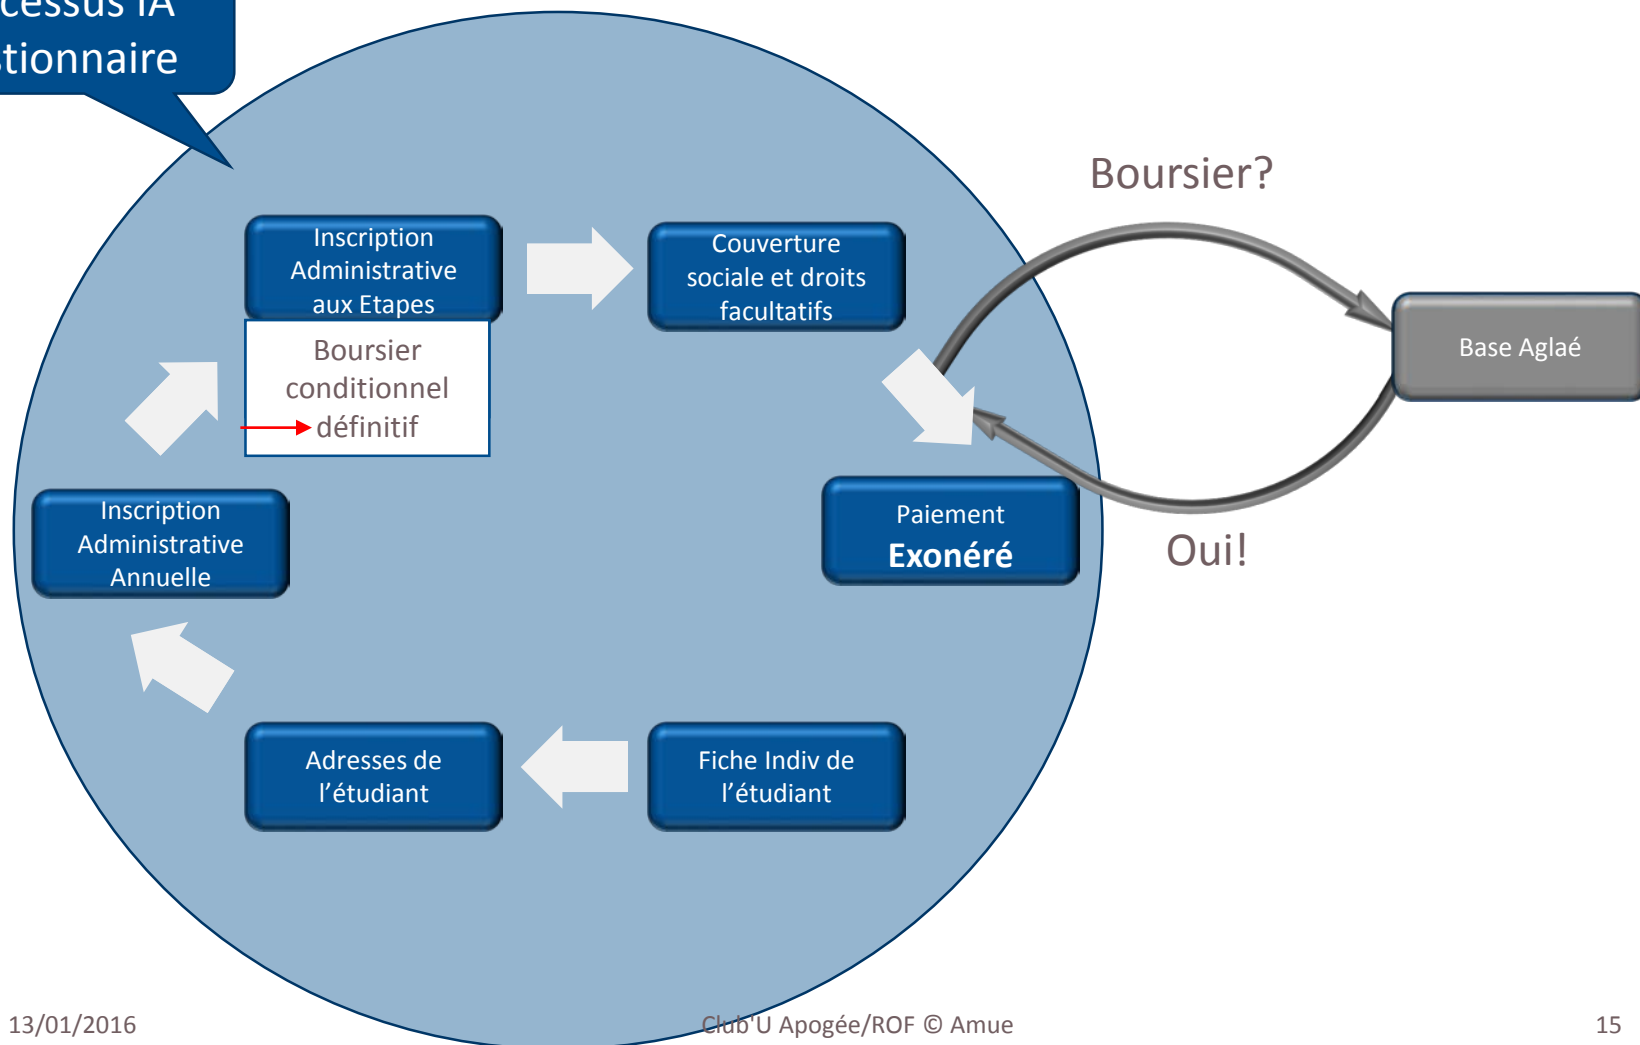 cessus IA
stionnaire
Boursier?
Inscription
Administrative
aux Etapes
Couverture
sociale et droits
facultatifs
Boursier
conditionnel
définitif
Base Aglaé
Inscription
Administrative
Annuelle
Paiement
Exonéré
Oui!
Adresses de
l’étudiant
Fiche Indiv de
l’étudiant
13/01/2016
Club'U Apogée/ROF © Amue
15